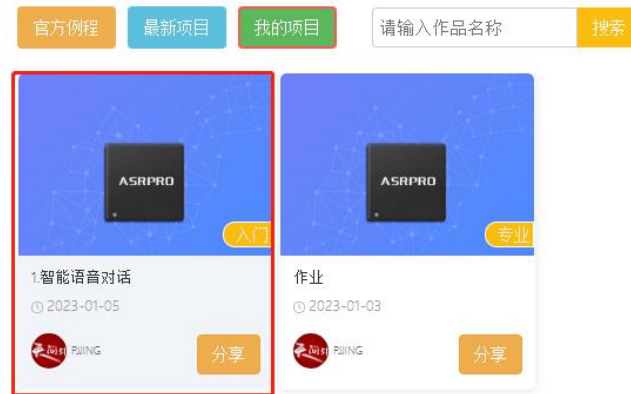 官方例程 最新项目 我的项目 请输入作品名称 搜索
ASRPRO ASRPRO
入门 专业
1.智能语音对话 作业
2023-01-05 2023-01-03
PJJING PJJING
分享 分享